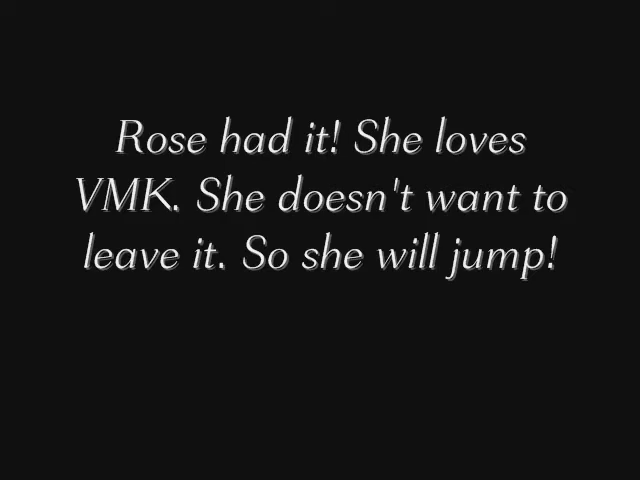 Rose had it! She loves
VMK. She doesn't want to
leave it. So she will jump!